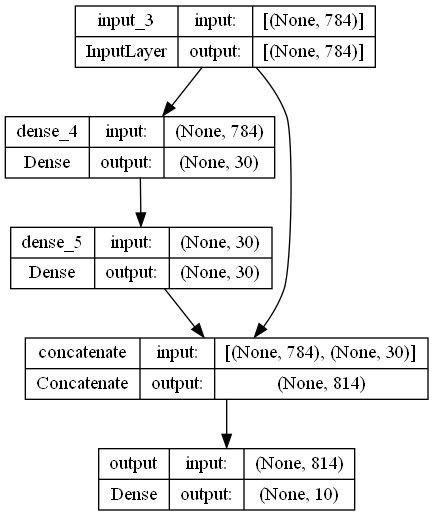 input_3 input: [(None, 784)]
InputLayer output: [(None, 784)]
dense_4 input: (None, 784)
Dense output: (None, 30)
dense_5 input: (None, 30)
Dense output: (None, 30)
concatenate input: [(None, 784), (None, 30)]
Concatenate output: (None, 814)
output input: (None, 814)
Dense output: (None, 10)